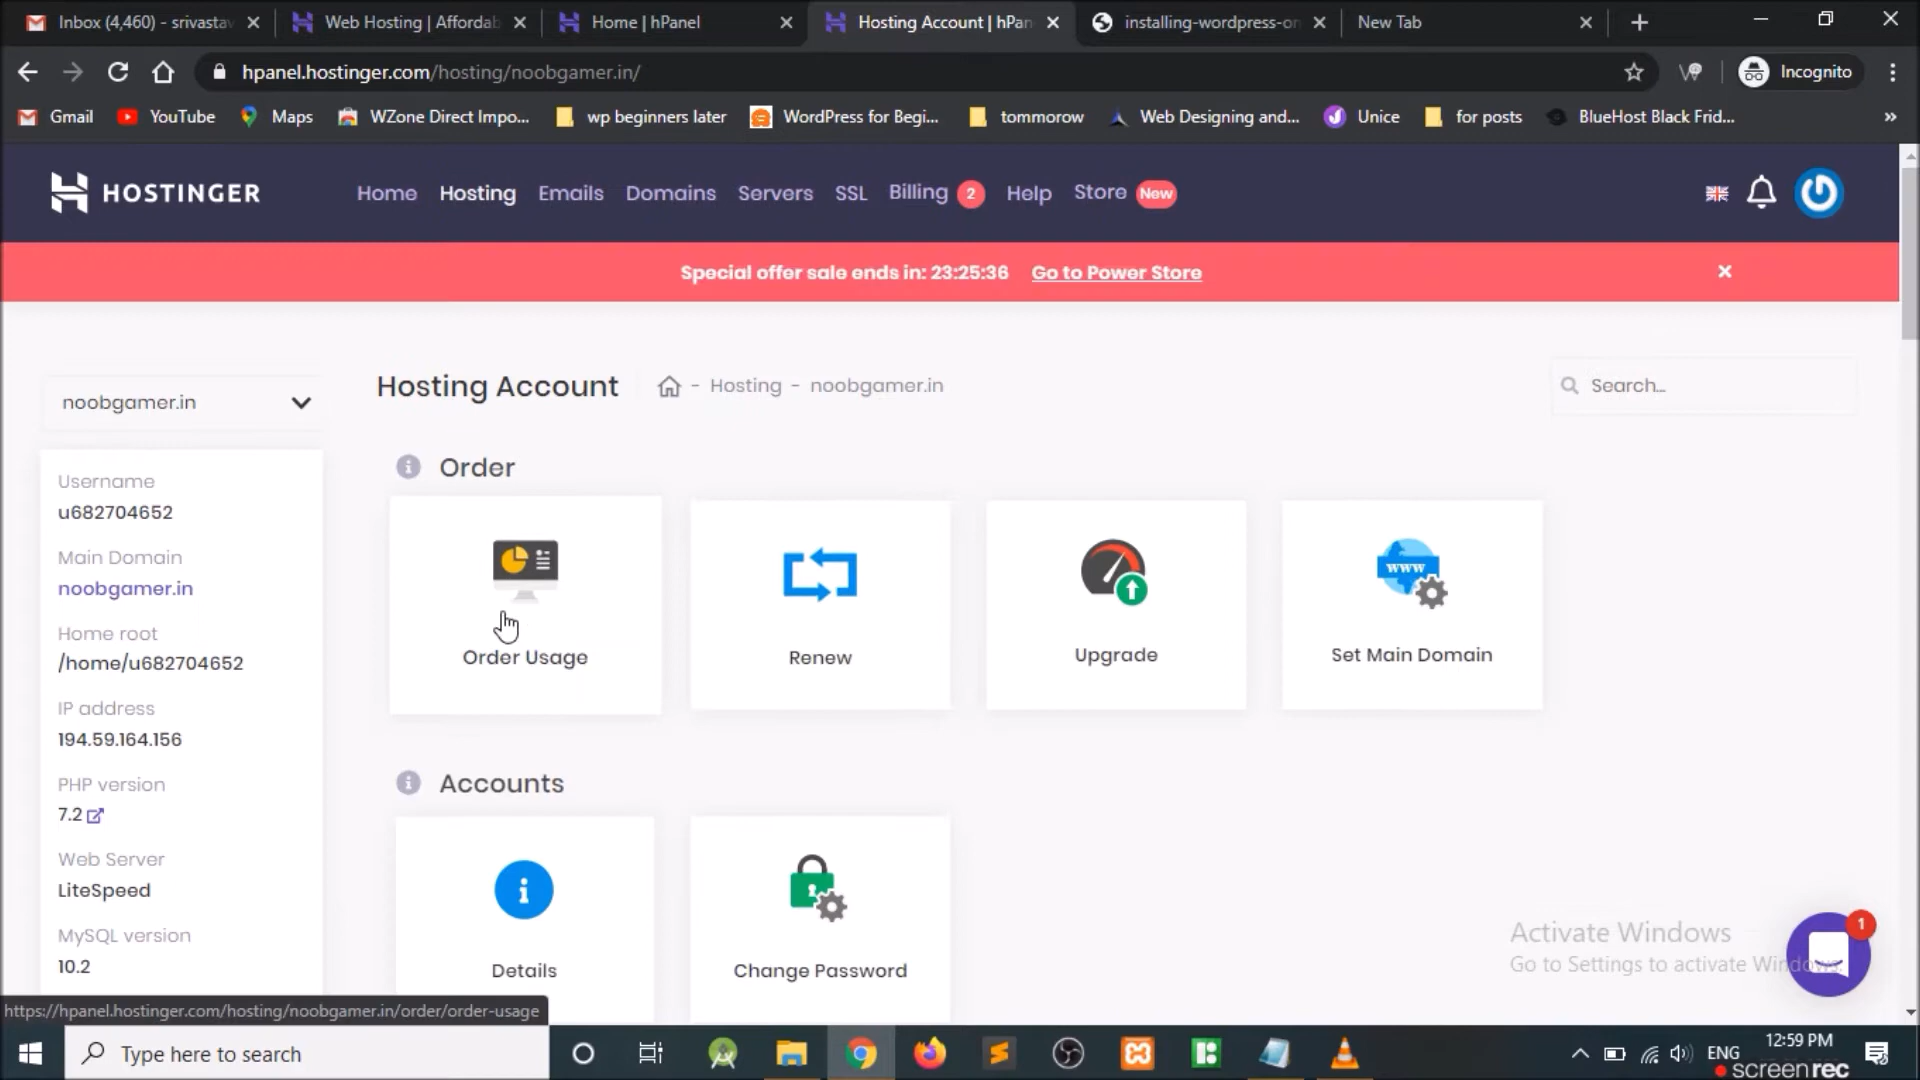 Inbox (4,460) - srivastav
Web Hosting | Affordab
Home | hPanel
Hosting Account | hPan
installing-wordpress-on
New Tab
hpanel.hostinger.com/hosting/noobgamer.in/
Incognito
Gmail
YouTube
Maps
WZone Direct Impo...
wp beginners later
WordPress for Begi...
tommorow
Web Designing and...
Unice
for posts
BlueHost Black Frid...
»
HOSTINGER
Home
Hosting
Emails
Domains
Servers
SSL
Billing 2
Help
Store New
Special offer sale ends in: 23:25:36 Go to Power Store
noobgamer.in
Hosting Account
- Hosting - noobgamer.in
Search...
Username
u682704652
Main Domain
noobgamer.in
Home root
/home/u682704652
IP address
194.59.164.156
PHP version
7.2
Web Server
LiteSpeed
MySQL version
10.2
Order
Order Usage
Renew
www
Upgrade
Set Main Domain
Accounts
Details
Change Password
Activate Windows
Go to Settings to activate Windows.
1
https://hpanel.hostinger.com/hosting/noobgamer.in/order/order-usage
Type here to search
ENG
12:59 PM
screenrec